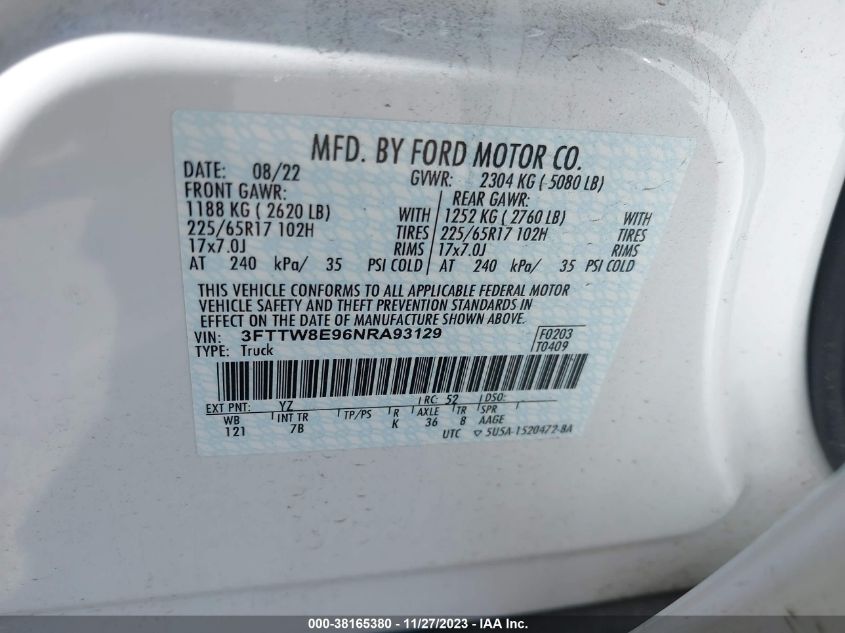 MFD. BY FORD MOTOR CO.
DATE: 08/22 GVWR: 2304 KG ( 5080 LB)
FRONT GAWR: REAR GAWR:
1188 KG ( 2620 LB) WITH 1252 KG ( 2760 LB) WITH
225/65R17 102H TIRES 225/65R17 102H TIRES
17x7.0J RIMS 17x7.0J RIMS
AT 240 kPa/ 35 PSI COLD AT 240 kPa/ 35 PSI COLD
THIS VEHICLE CONFORMS TO ALL APPLICABLE FEDERAL MOTOR
VEHICLE SAFETY AND THEFT PREVENTION STANDARDS IN
EFFECT ON THE DATE OF MANUFACTURE SHOWN ABOVE.
VIN: 3FTTW8E96NRA93129 F0203
TYPE: Truck T0409
EXT PNT: YZ RC: 52 DSO:
WB INT TR TP/PS R AXLE TR SPR
121 7B K 36 8 AAGE
UTC ▽ 5U5A-1520472-BA
000-38165380 - 11/27/2023 - IAAI Inc.